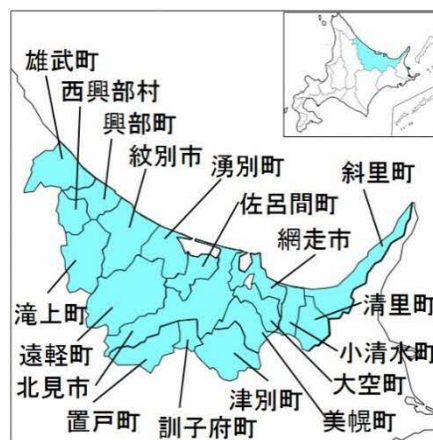 雄武町
西興部村
興部町
紋別市
湧別町
佐呂間町
斜里町
網走市
滝上町
清里町
遠軽町
小清水町
北見市
大空町
置戸町
津別町
美幌町
訓子府町